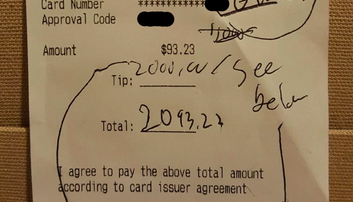 Card Number ************
Approval Code
Amount $93.23
Tip: 2000.00/See below
Total: 2093.23
I agree to pay the above total amount
according to card issuer agreement